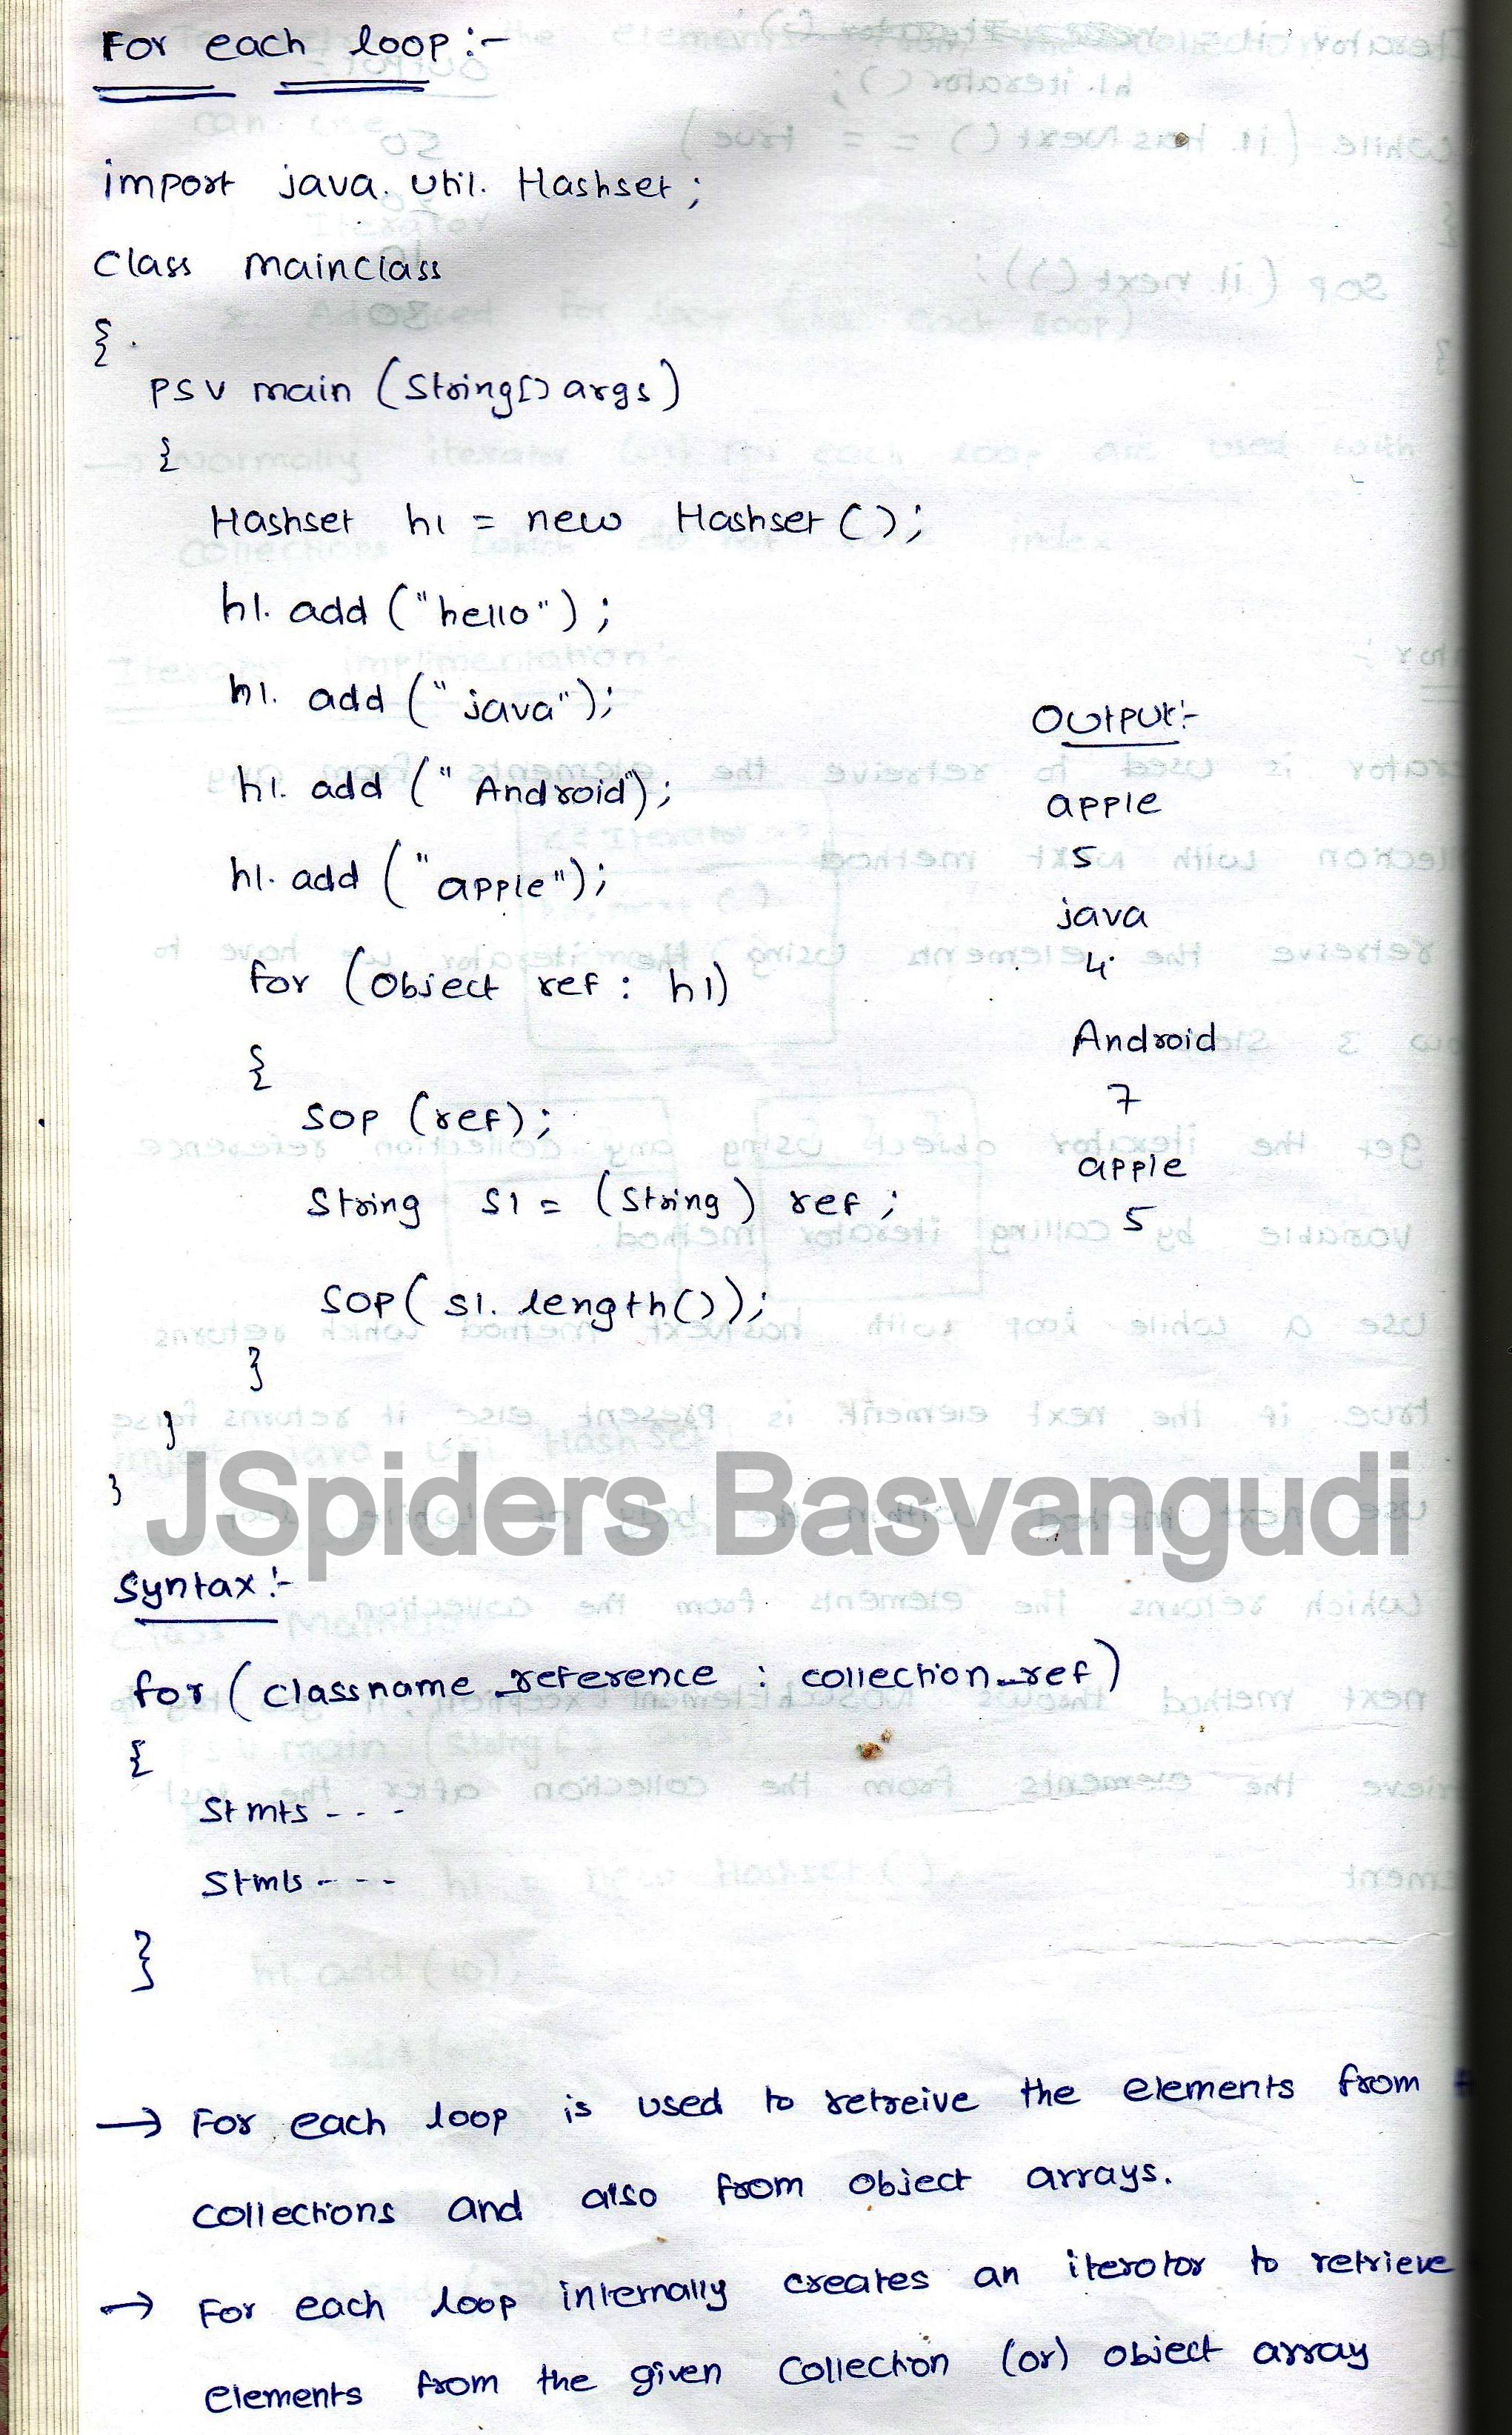 For each loop:-
import java. util. Hashset;
class mainclass
{
PSV main (String[] args)
{
Hashset h1 = new Hashset();
h1. add ("hello");
h1. add ("java");
h1. add ("Android");
h1. add ("apple");
for (Object ref : h1)
{
SOP (ref);
String s1 = (String) ref;
SOP( s1. length());
}
}
}
Output:-
apple
5
java
4
Android
7
apple
5
JSpiders Basvangudi
Syntax :-
for ( classname _reference : collection_ref)
{
Stmts - - -
Stmts - - -
}
→ For each loop is used to retreive the elements from
collections and also from object arrays.
→ For each loop internally creates an iterotor to retrieve
elements from the given Collection (or) object array